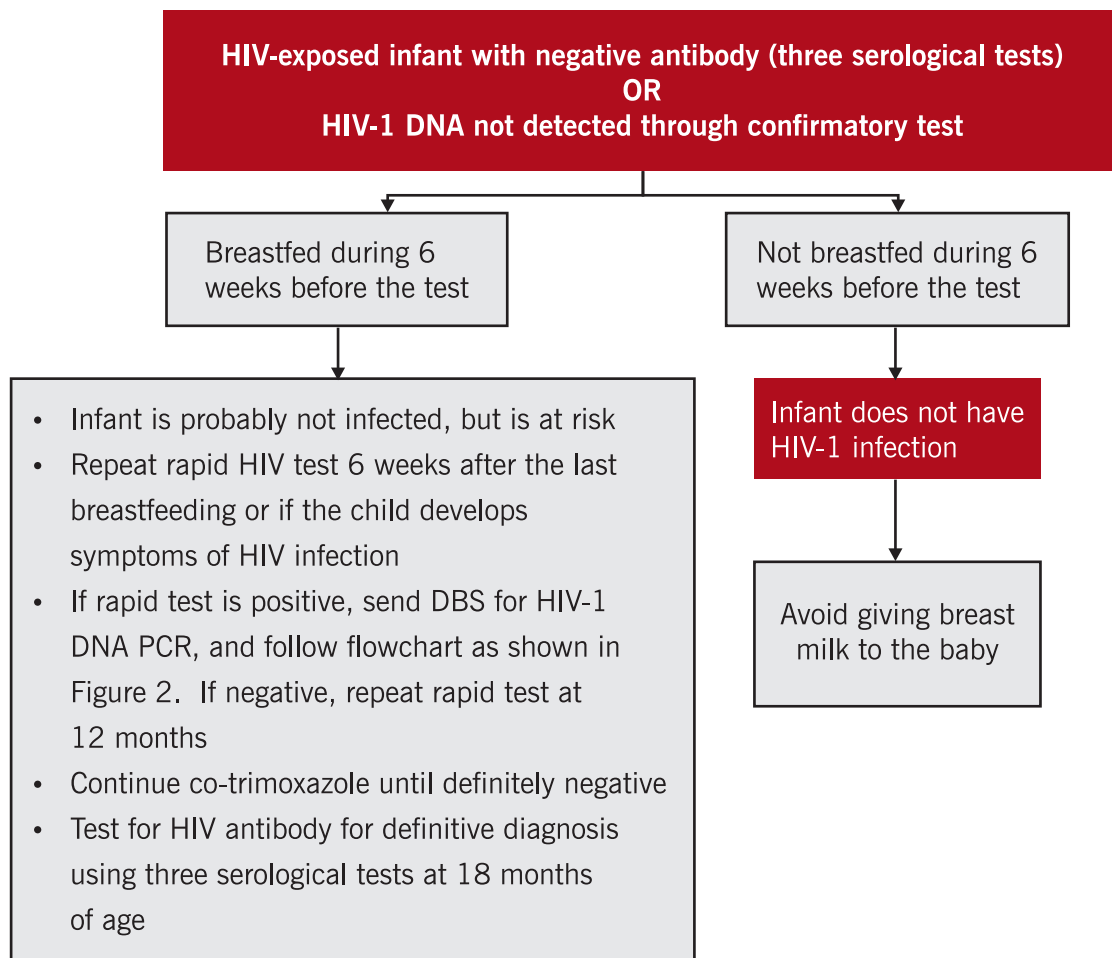 HIV-exposed infant with negative antibody (three serological tests)
OR
HIV-1 DNA not detected through confirmatory test
Breastfed during 6
weeks before the test
Not breastfed during 6
weeks before the test
• Infant is probably not infected, but is at risk
• Repeat rapid HIV test 6 weeks after the last
breastfeeding or if the child develops
symptoms of HIV infection
• If rapid test is positive, send DBS for HIV-1
DNA PCR, and follow flowchart as shown in
Figure 2.  If negative, repeat rapid test at
12 months
• Continue co-trimoxazole until definitely negative
• Test for HIV antibody for definitive diagnosis
using three serological tests at 18 months
of age
Infant does not have
HIV-1 infection
Avoid giving breast
milk to the baby